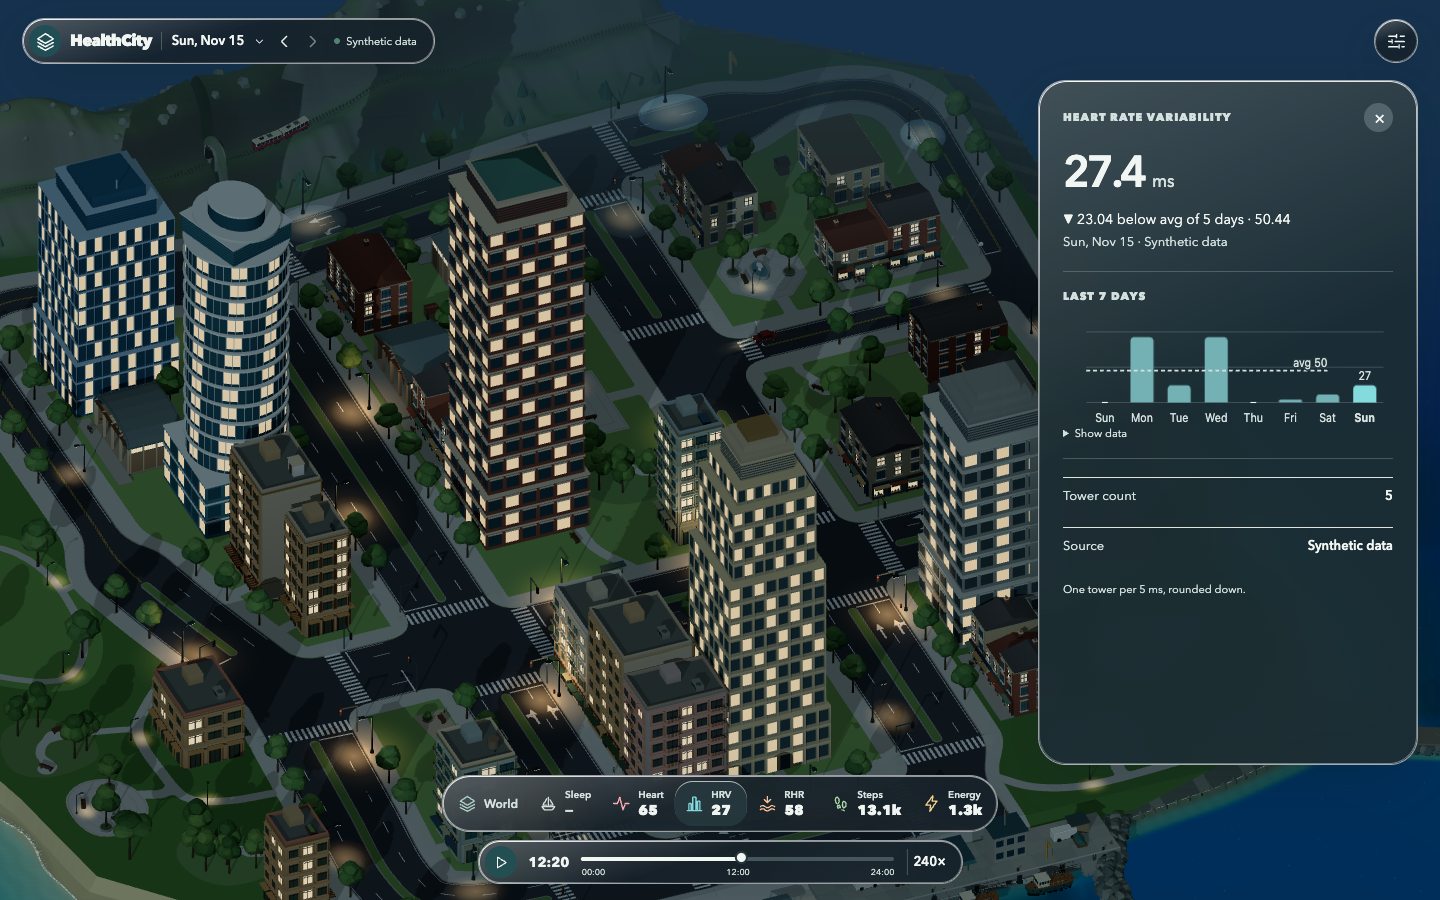 HealthCity
Sun, Nov 15
Synthetic data
HEART RATE VARIABILITY
27.4 ms
▼ 23.04 below avg of 5 days · 50.44
Sun, Nov 15 · Synthetic data
LAST 7 DAYS
avg 50
27
Sun Mon Tue Wed Thu Fri Sat Sun
Show data
Tower count 5
Source Synthetic data
One tower per 5 ms, rounded down.
World
Sleep
–
Heart
65
HRV
27
RHR
58
Steps
13.1k
Energy
1.3k
12:20
00:00 12:00 24:00
240×